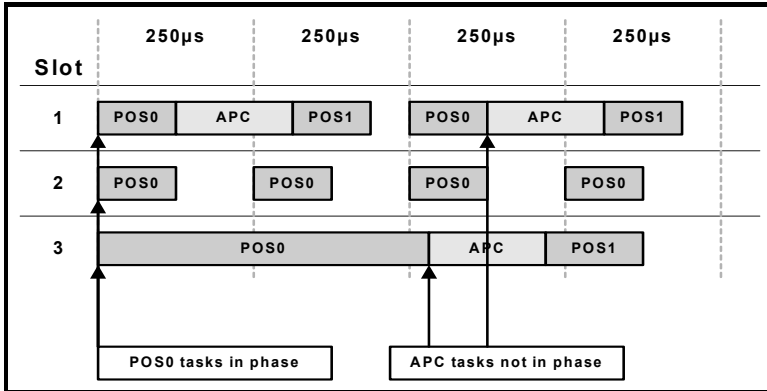 250µs 250µs 250µs 250µs
Slot
1 POS0 APC POS1 POS0 APC POS1
2 POS0 POS0 POS0 POS0
3 POS0 APC POS1
POS0 tasks in phase APC tasks not in phase